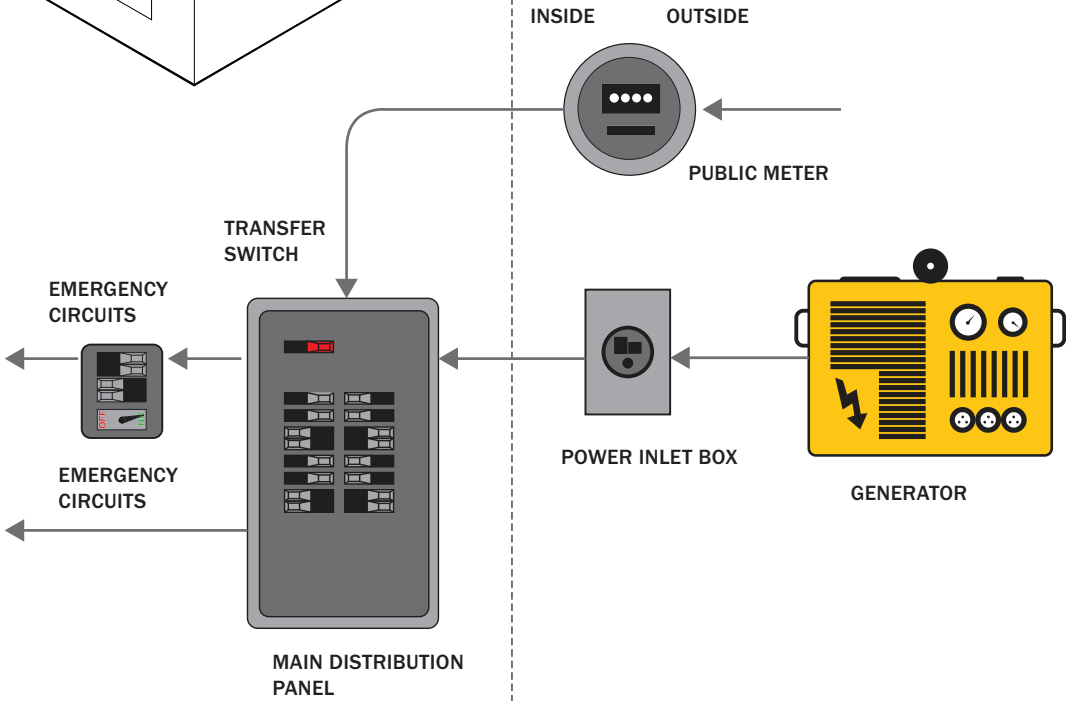 INSIDE
OUTSIDE
PUBLIC METER
TRANSFER
SWITCH
EMERGENCY
CIRCUITS
OFF
EMERGENCY
CIRCUITS
POWER INLET BOX
GENERATOR
MAIN DISTRIBUTION
PANEL